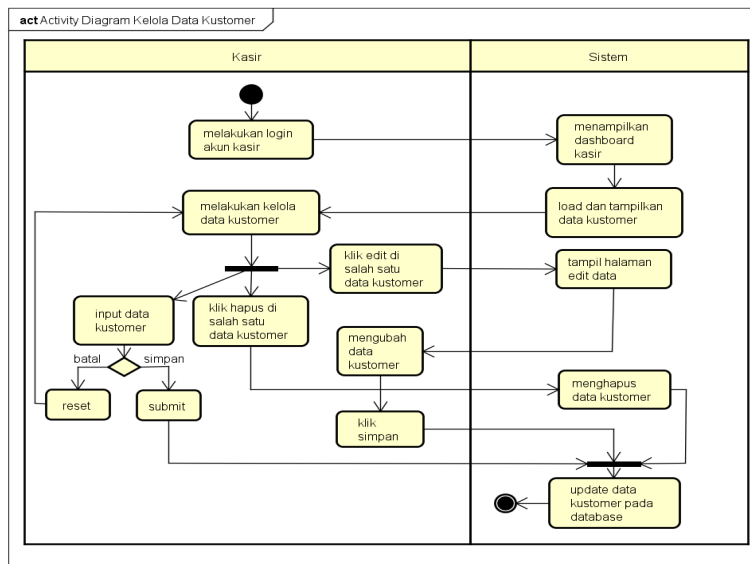 act Activity Diagram Kelola Data Kustomer
Kasir
Sistem
melakukan login
akun kasir
menampilkan
dashboard
kasir
melakukan kelola
data kustomer
load dan tampilkan
data kustomer
klik edit di
salah satu
data kustomer
tampil halaman
edit data
input data
kustomer
klik hapus di
salah satu
data kustomer
mengubah
data
kustomer
batal
simpan
reset
submit
menghapus
data kustomer
klik
simpan
update data
kustomer pada
database